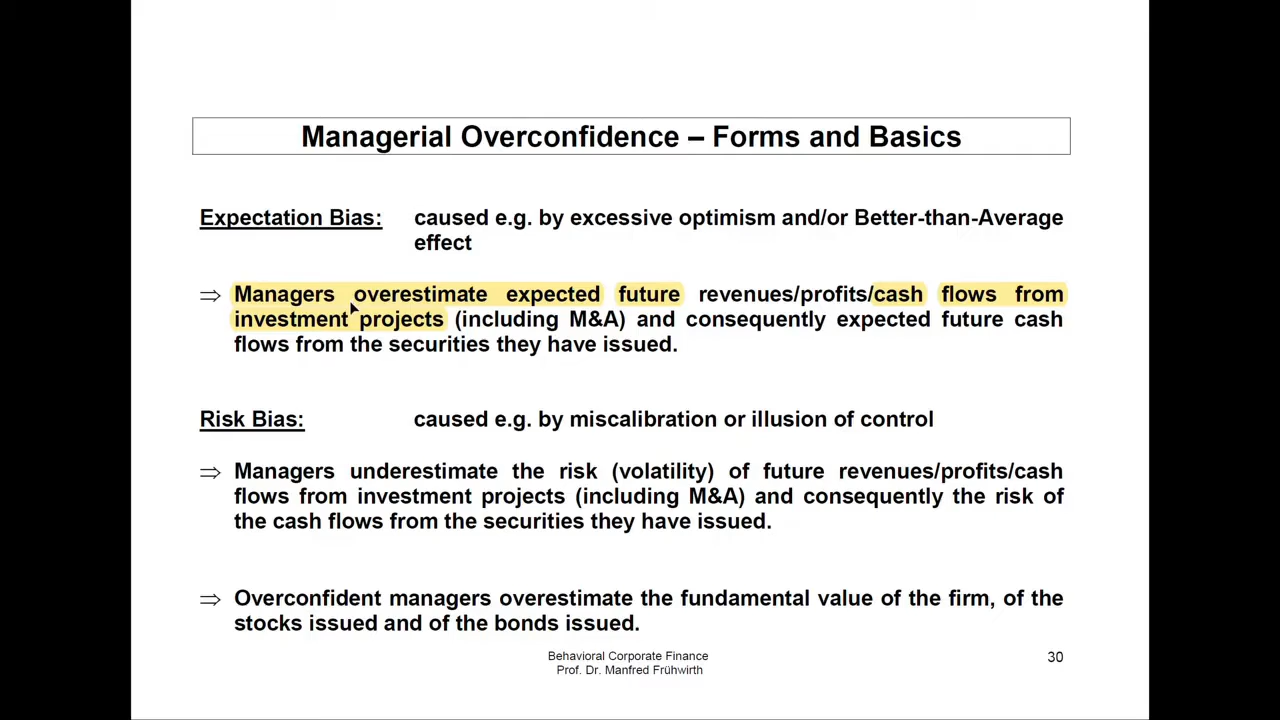 Managerial Overconfidence – Forms and Basics
Expectation Bias: caused e.g. by excessive optimism and/or Better-than-Average
effect
⇒ Managers overestimate expected future revenues/profits/cash flows from
investment projects (including M&A) and consequently expected future cash
flows from the securities they have issued.
Risk Bias: caused e.g. by miscalibration or illusion of control
⇒ Managers underestimate the risk (volatility) of future revenues/profits/cash
flows from investment projects (including M&A) and consequently the risk of
the cash flows from the securities they have issued.
⇒ Overconfident managers overestimate the fundamental value of the firm, of the
stocks issued and of the bonds issued.
Behavioral Corporate Finance
Prof. Dr. Manfred Frühwirth
30